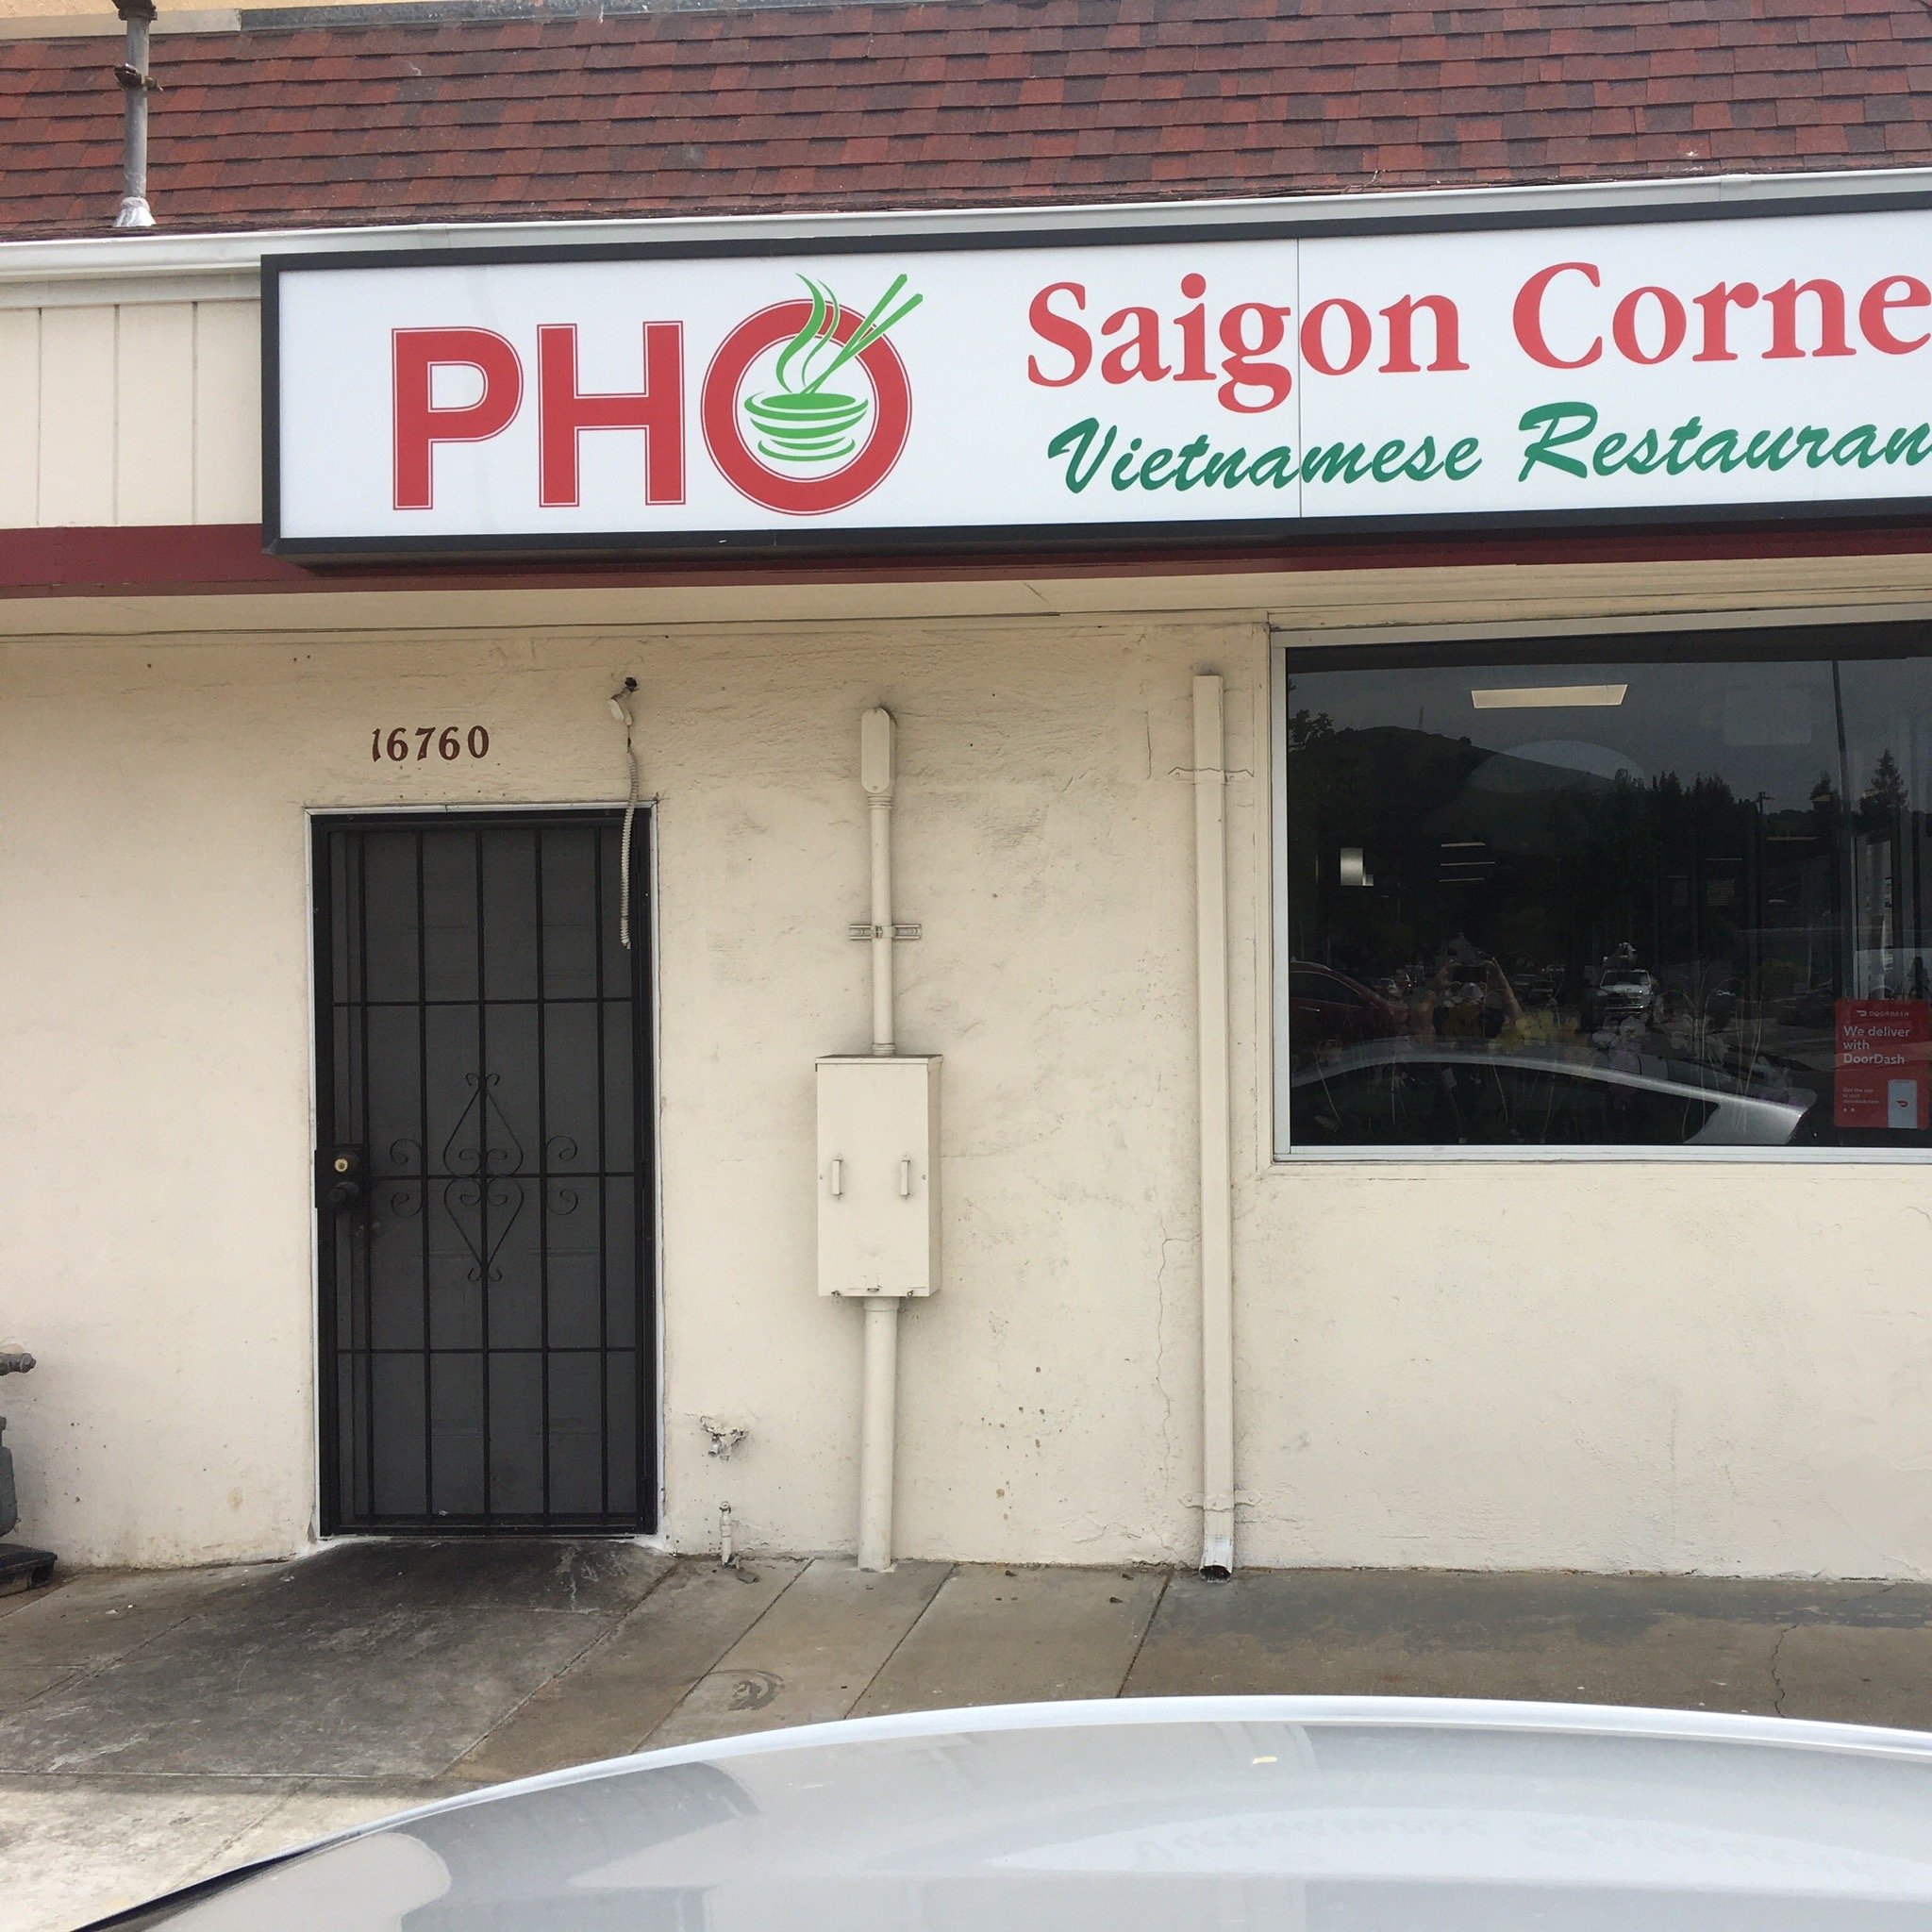 PHO
Saigon Corne
Vietnamese Restauran
16760
DOORDASH
We deliver
with
DoorDash